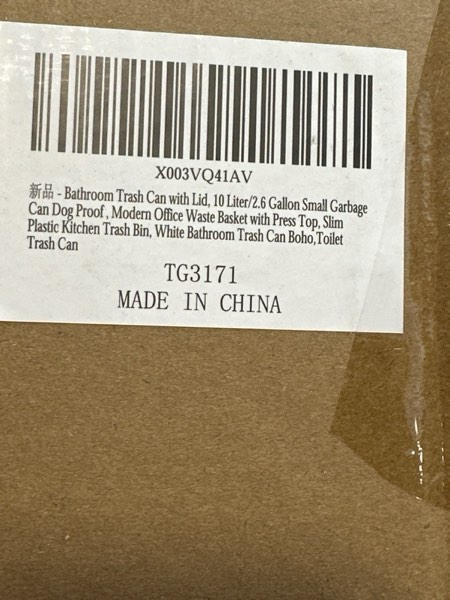 X003VQ41AV
新品 - Bathroom Trash Can with Lid, 10 Liter/2.6 Gallon Small Garbage
Can Dog Proof , Modern Office Waste Basket with Press Top, Slim
Plastic Kitchen Trash Bin, White Bathroom Trash Can Boho,Toilet
Trash Can
TG3171
MADE IN CHINA